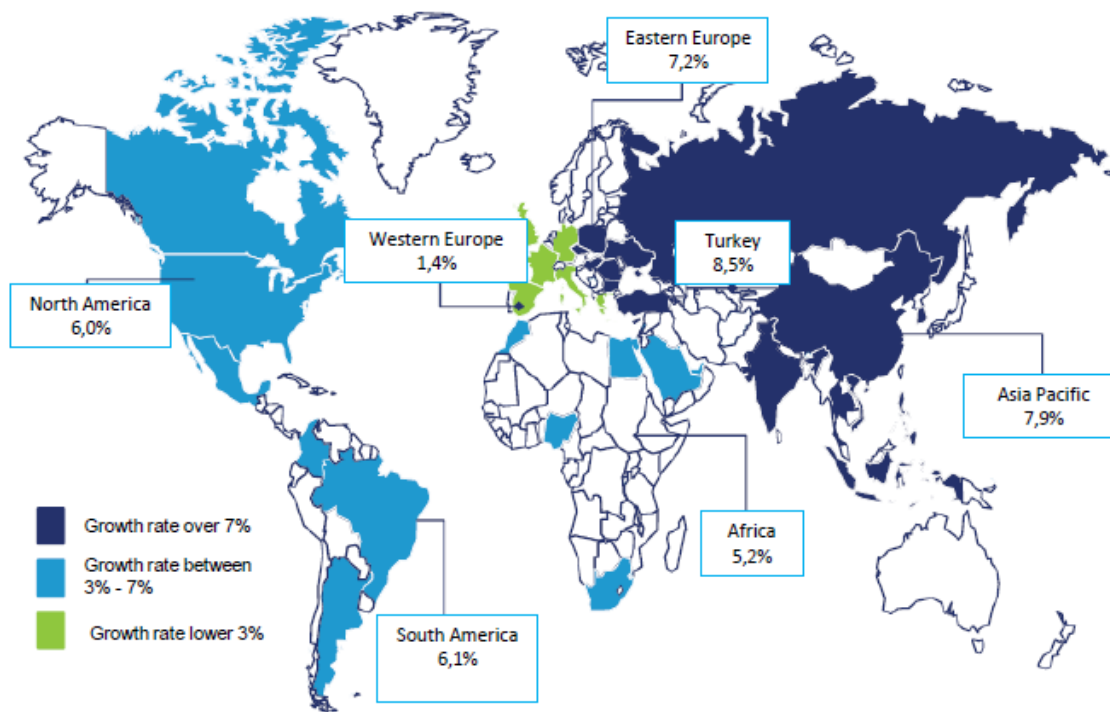 Eastern Europe
7,2%
Western Europe
1,4%
Turkey
8,5%
North America
6,0%
Asia Pacific
7,9%
Africa
5,2%
South America
6,1%
Growth rate over 7%
Growth rate between
3% - 7%
Growth rate lower 3%